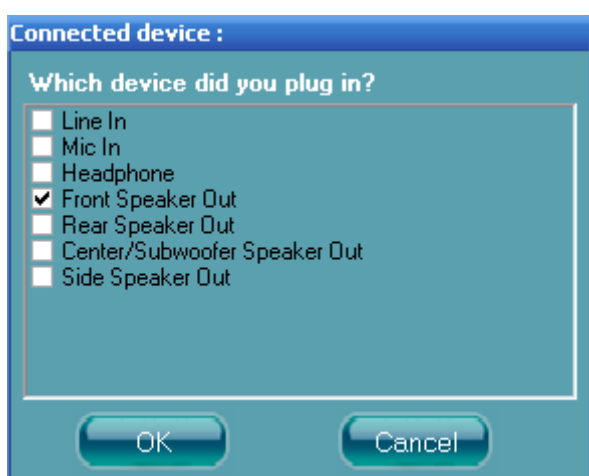 Connected device :
Which device did you plug in?
Line In
Mic In
Headphone
Front Speaker Out
Rear Speaker Out
Center/Subwoofer Speaker Out
Side Speaker Out
OK Cancel